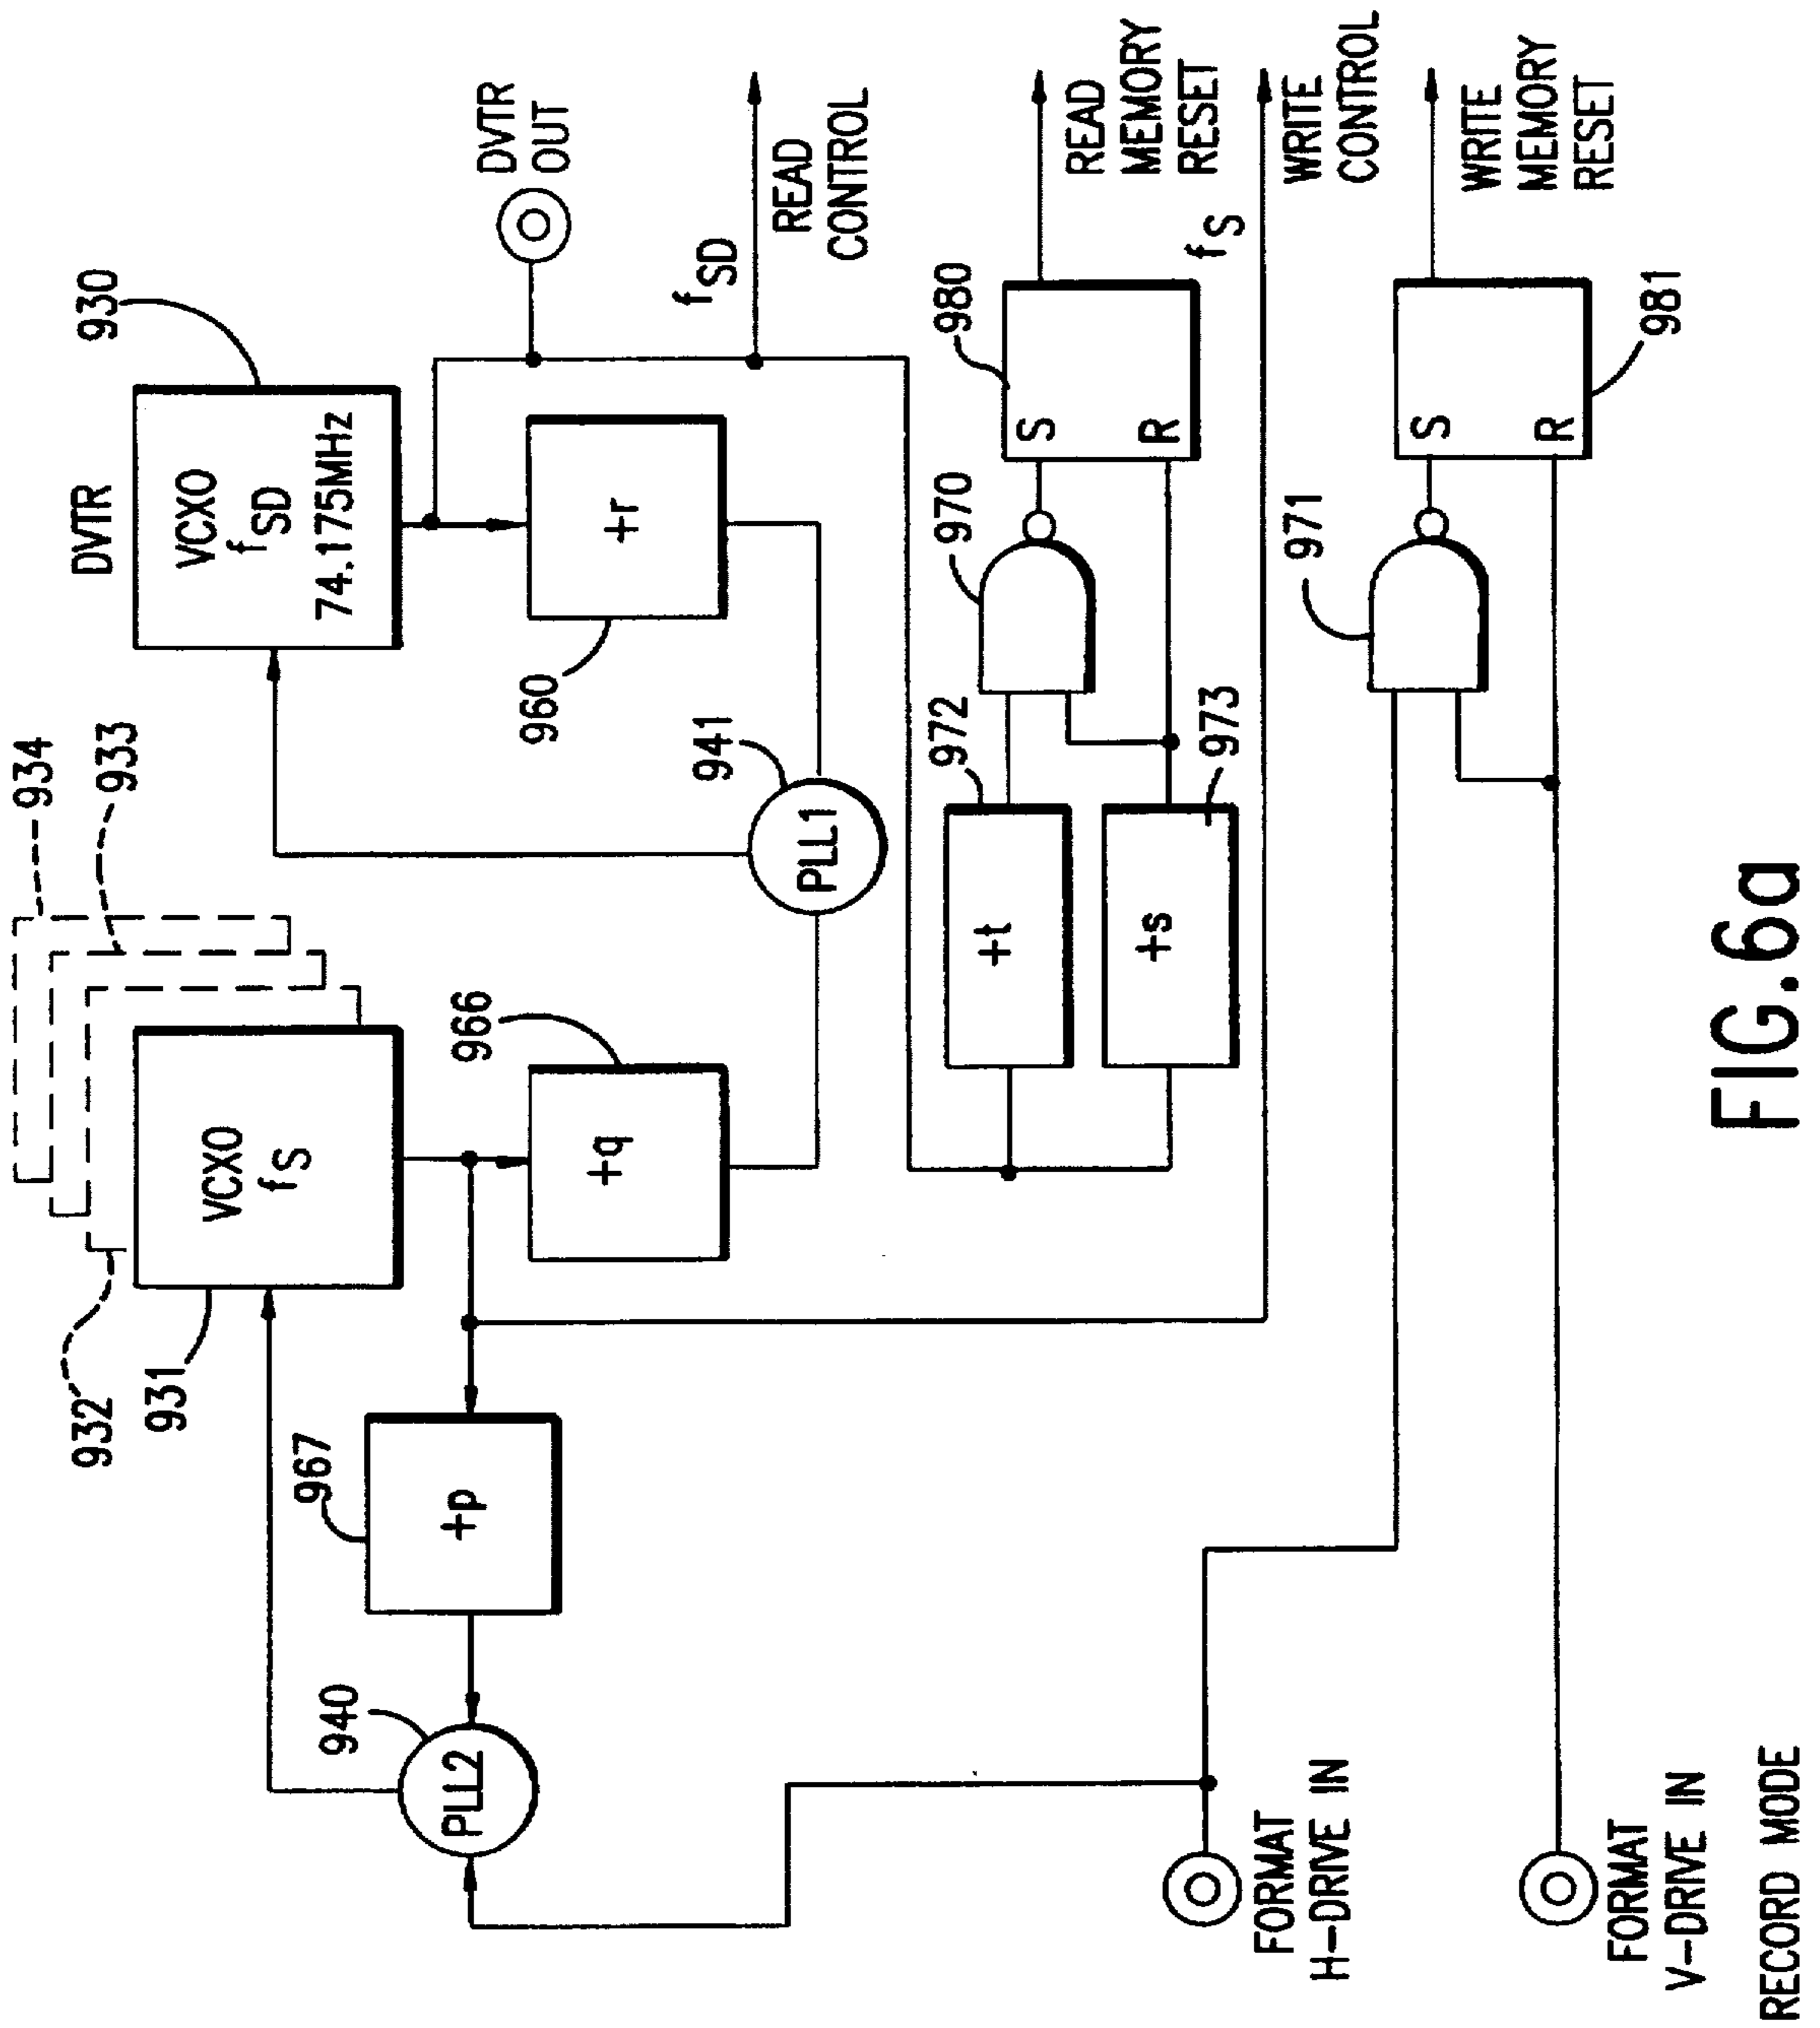 934
933
932
931
VCXO
fS
DVTR
930
VCXO
fSD
74.175MHz
DVTR
OUT
fSD
READ
CONTROL
967
+p
966
+q
960
+r
940
PLL2
941
PLL1
972
+t
973
+s
970
980
S
R
READ
MEMORY
RESET
fS
WRITE
CONTROL
971
981
S
R
WRITE
MEMORY
RESET
FORMAT
H-DRIVE IN
FORMAT
V-DRIVE IN
RECORD MODE
FIG.6a